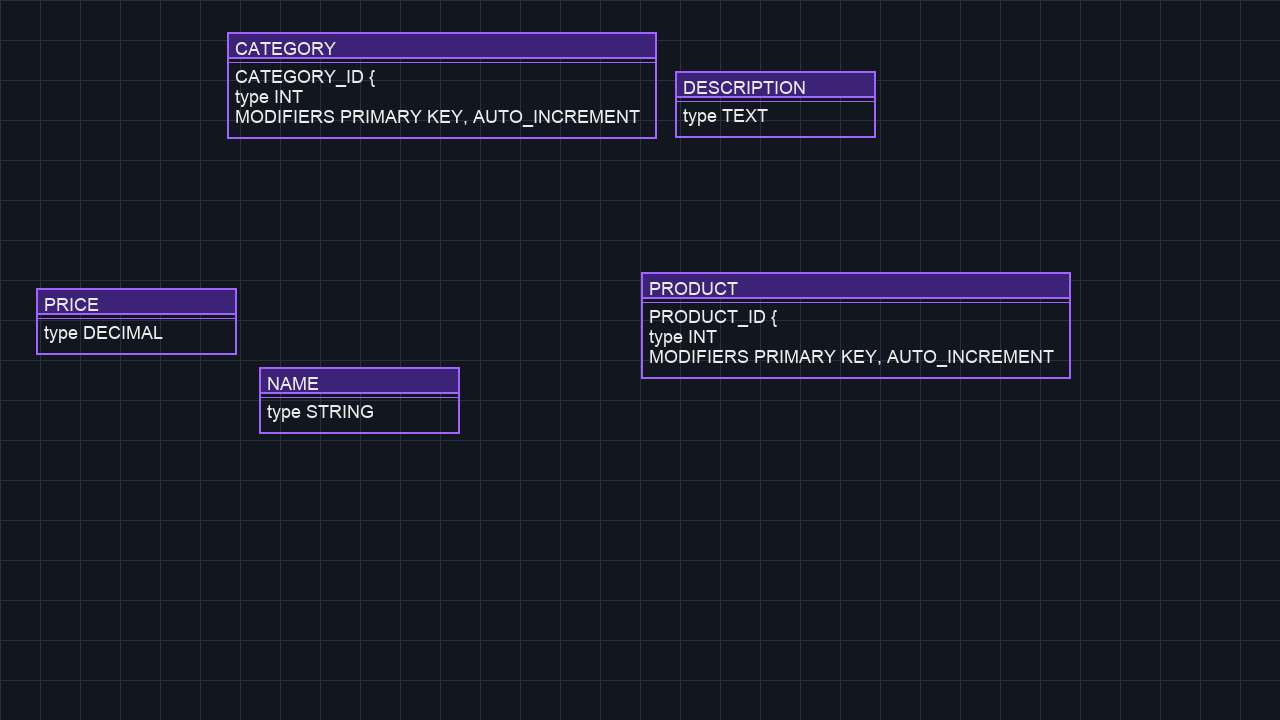 CATEGORY
CATEGORY_ID {
type INT
MODIFIERS PRIMARY KEY, AUTO_INCREMENT
DESCRIPTION
type TEXT
PRICE
type DECIMAL
NAME
type STRING
PRODUCT
PRODUCT_ID {
type INT
MODIFIERS PRIMARY KEY, AUTO_INCREMENT